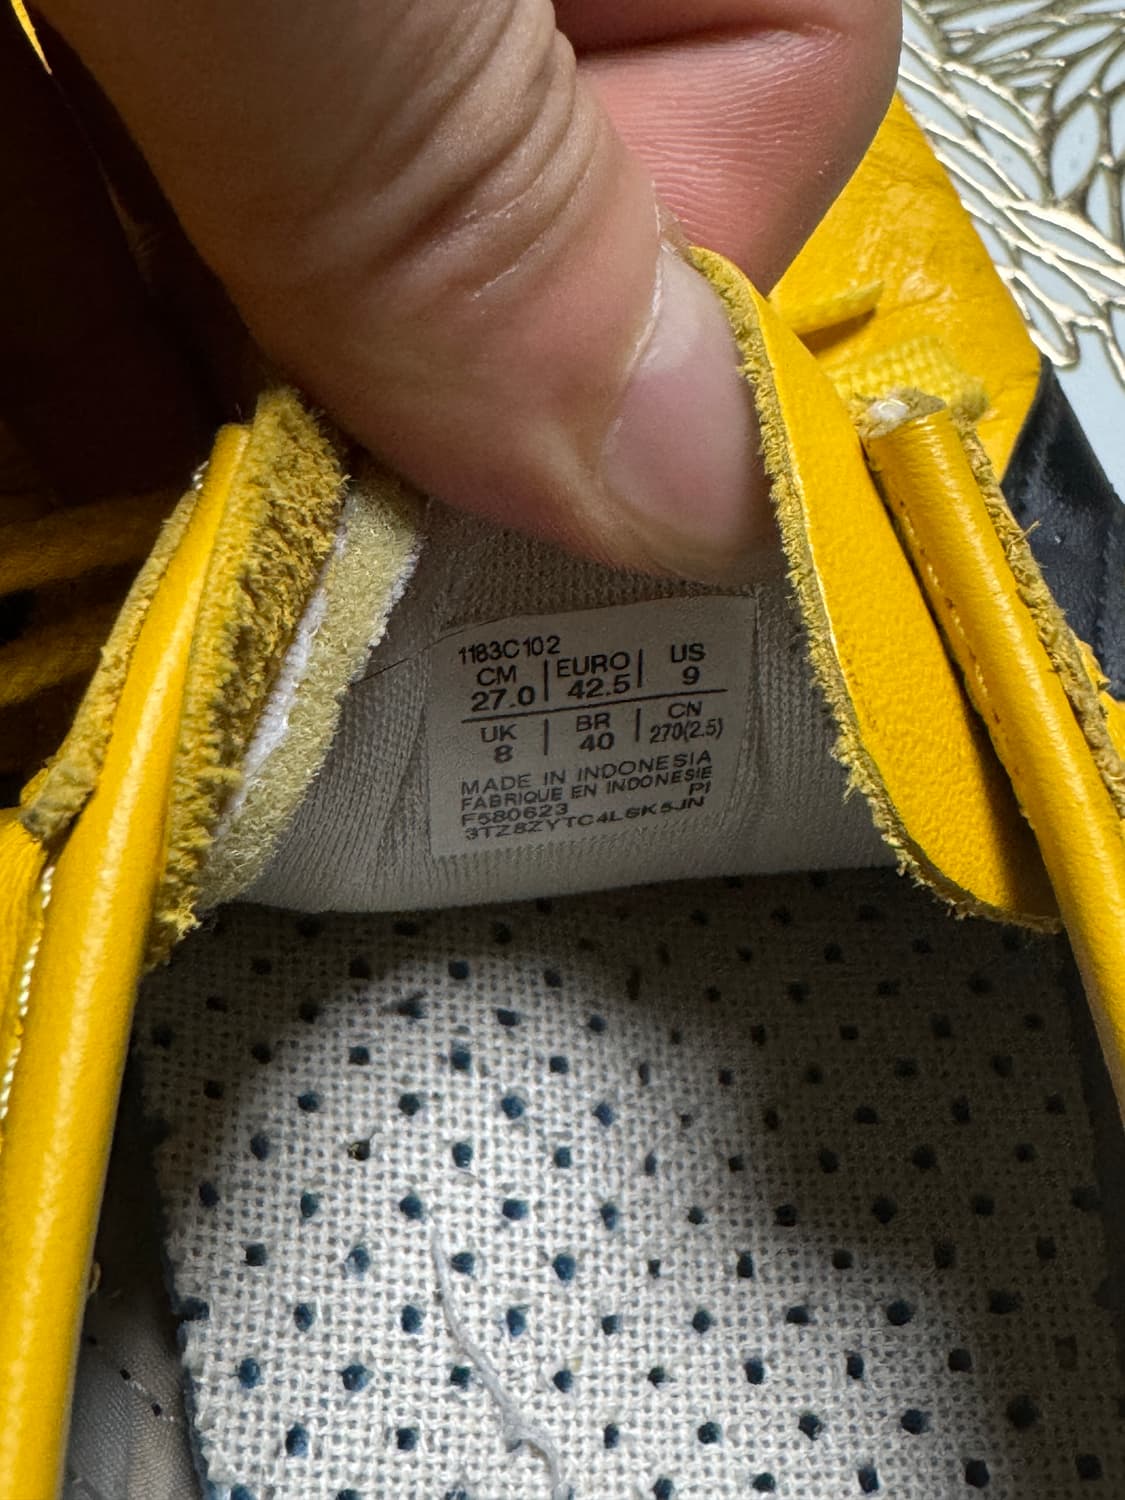 1183C102
CM | EURO | US
27.0 | 42.5 | 9
UK | BR | CN
8 | 40 | 270(2.5)
MADE IN INDONESIA
FABRIQUE EN INDONESIE
F580623 PI
3TZ8ZYTC4L6K5JN